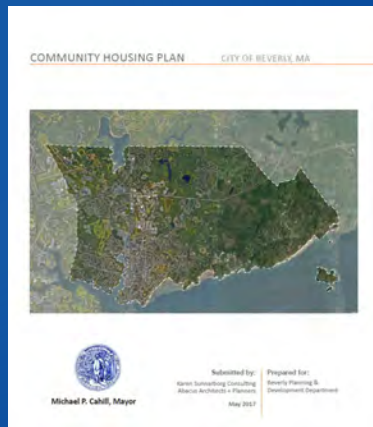 COMMUNITY HOUSING PLAN CITY OF BEVERLY, MA
Michael P. Cahill, Mayor
Submitted by:
Karen Sunnarborg Consulting
Abacus Architects + Planners
May 2017
Prepared for:
Beverly Planning &
Development Department